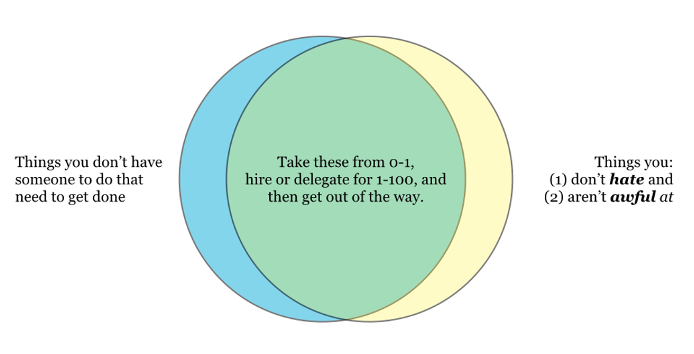 Things you don't have
someone to do that
need to get done
Take these from 0-1,
hire or delegate for 1-100, and
then get out of the way.
Things you:
(1) don't hate and
(2) aren't awful at